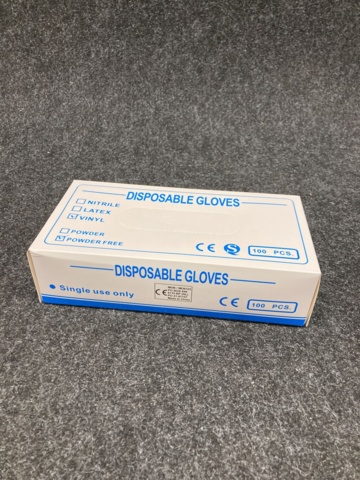 DISPOSABLE GLOVES
NITRILE
LATEX
VINYL
POWDER
POWDER FREE
CE
100 PCS.
DISPOSABLE GLOVES
Single use only
CE
CE
100 PCS.